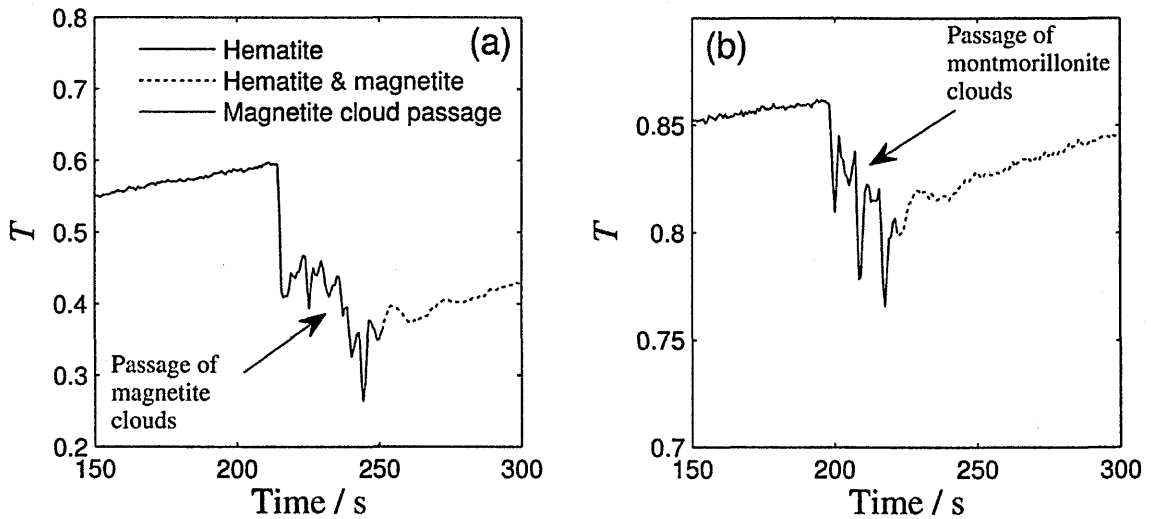 0.8
0.7
0.6
0.5
0.4
0.3
0.2
T
150 200 250 300
Time / s
(a)
Hematite
Hematite & magnetite
Magnetite cloud passage
Passage of
magnetite
clouds
(b)
Passage of
montmorillonite
clouds
0.85
0.8
0.75
0.7
T
150 200 250 300
Time / s